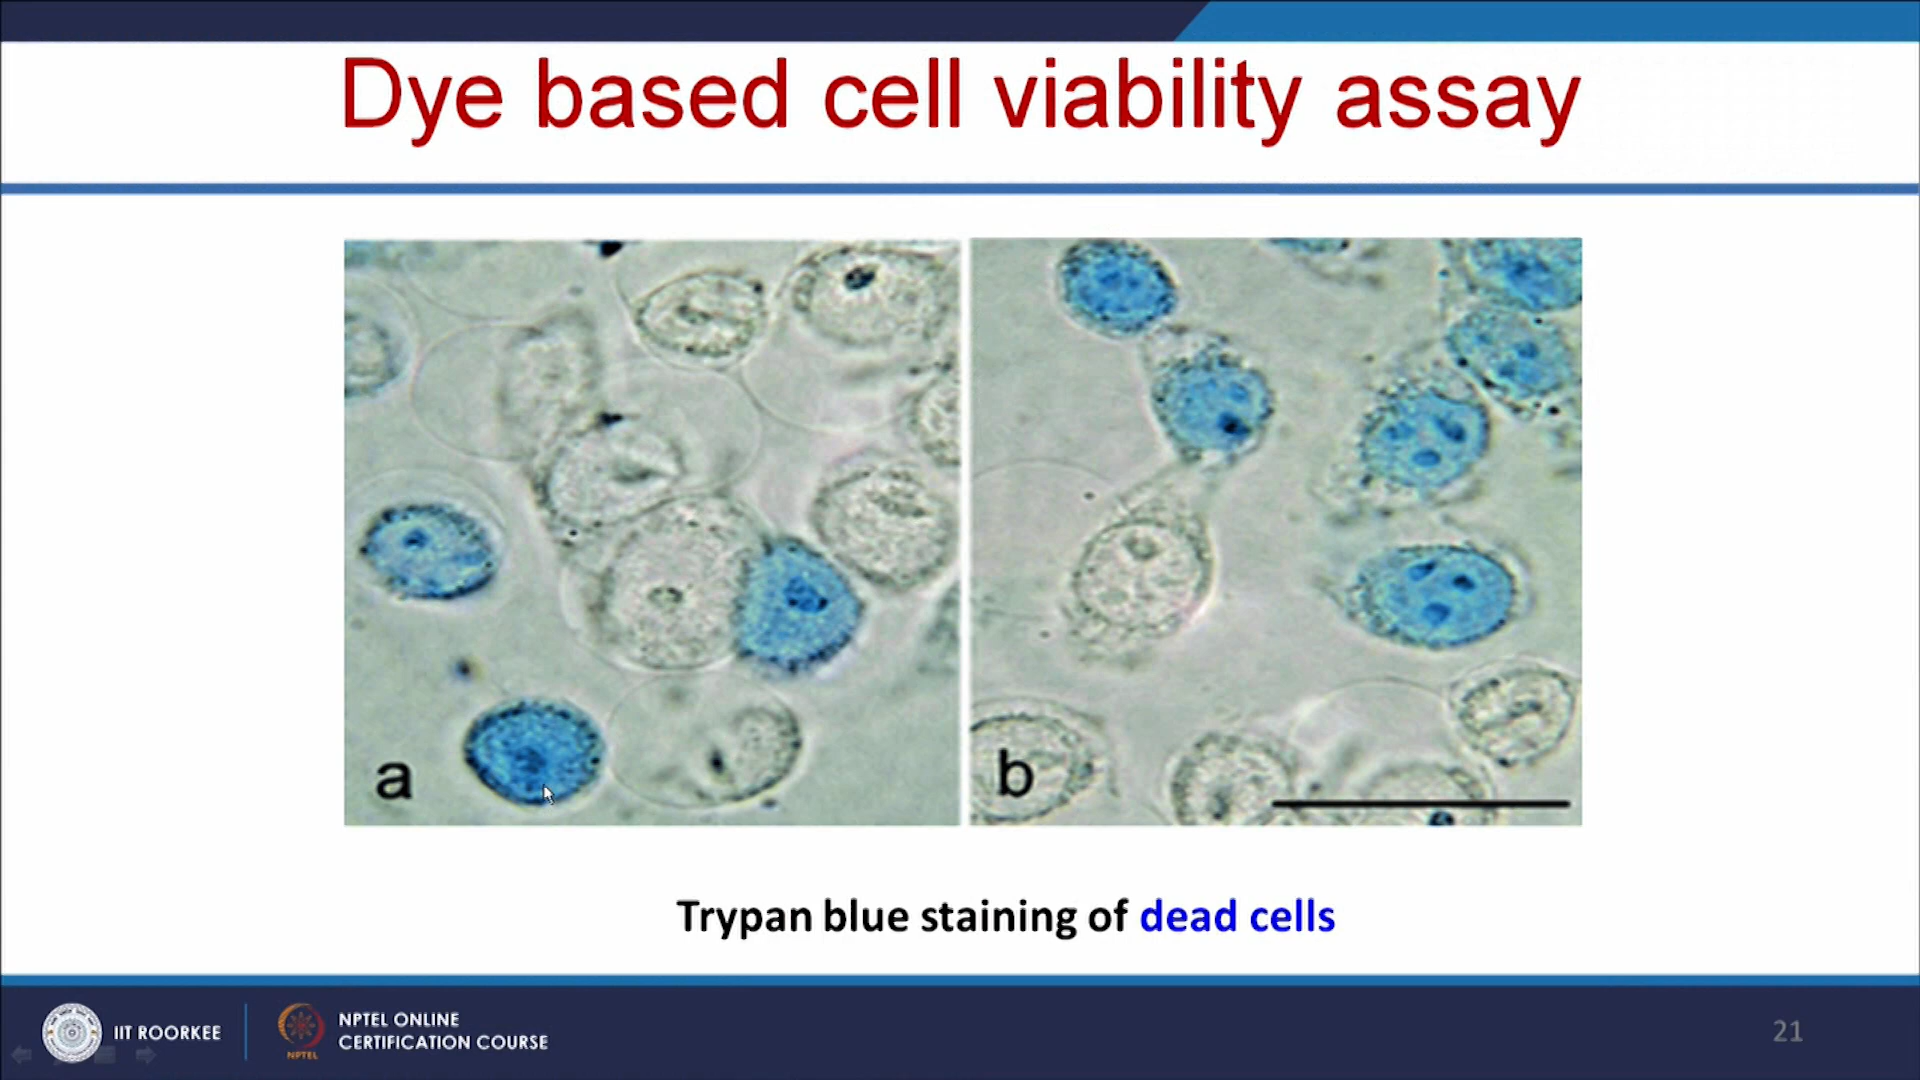 Dye based cell viability assay
a
b
Trypan blue staining of dead cells
IIT ROORKEE
NPTEL
NPTEL ONLINE
CERTIFICATION COURSE
21